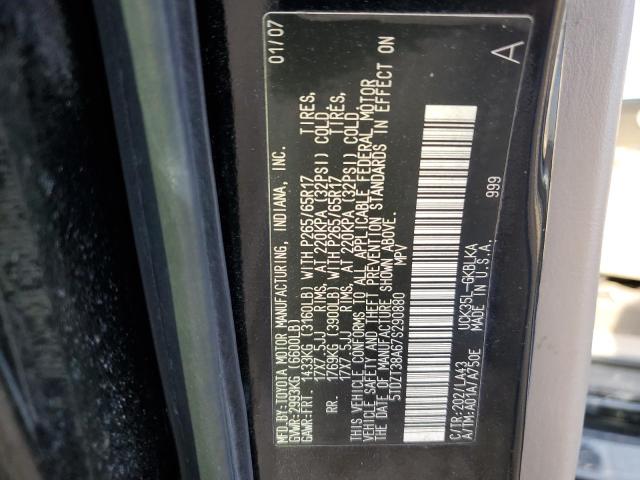 MFD.BY:TOYOTA MOTOR MANUFACTURING, INDIANA, INC. 01/07
GVWR:2993KG ( 6600LB)
GAWR:FRT. 1433KG (3160LB) WITH P265/65R17 TIRES,
17X7.5JJ RIMS, AT 220KPA (32PSI) COLD
RR. 1769KG (3900LB) WITH P265/65R17 TIRES,
17X7.5JJ RIMS, AT 220KPA (32PSI) COLD
THIS VEHICLE CONFORMS TO ALL APPLICABLE FEDERAL MOTOR
VEHICLE SAFETY AND THEFT PREVENTION STANDARDS IN EFFECT ON
THE DATE OF MANUFACTURE SHOWN ABOVE.
5TDZT38A67S290880 MPV
C/TR:202/LA43 UCK35L-GKBLKA
A/TM:A01A/A750E MADE IN U.S.A.
999
A